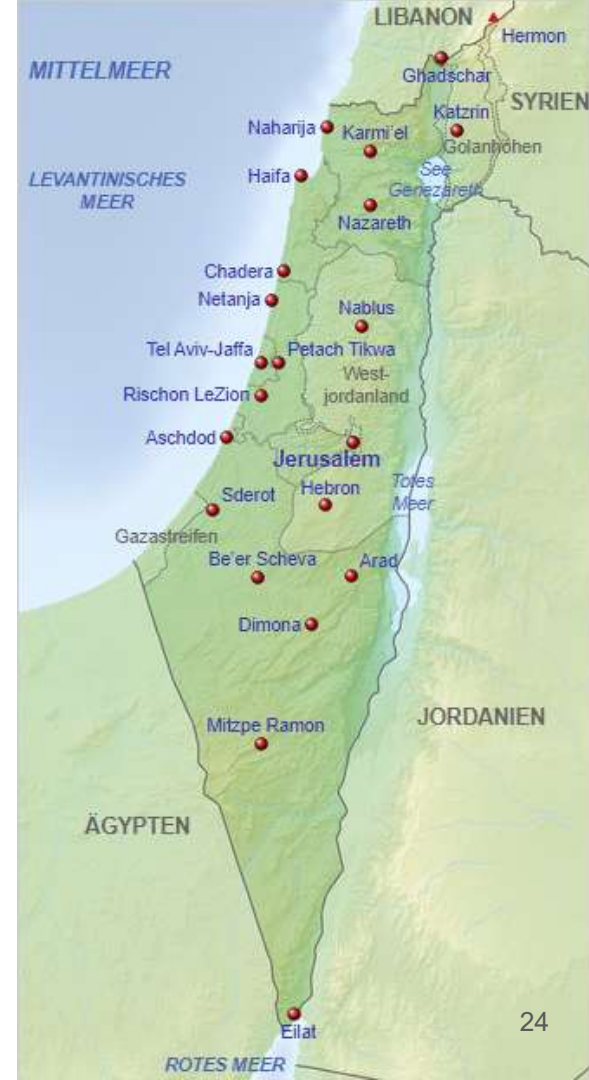 LIBANON
Hermon
MITTELMEER
Ghadschar
SYRIEN
Katzrin
Naharija
Karmi'el
Golanhöhen
See
Genezareth
LEVANTINISCHES
MEER
Haifa
Nazareth
Chadera
Netanja
Nablus
Tel Aviv-Jaffa
Petach Tikwa
West-
jordanland
Rischon LeZion
Aschdod
Jerusalem
Totes
Meer
Hebron
Sderot
Gazastreifen
Be'er Scheva
Arad
Dimona
JORDANIEN
Mitzpe Ramon
ÄGYPTEN
24
Eilat
ROTES MEER